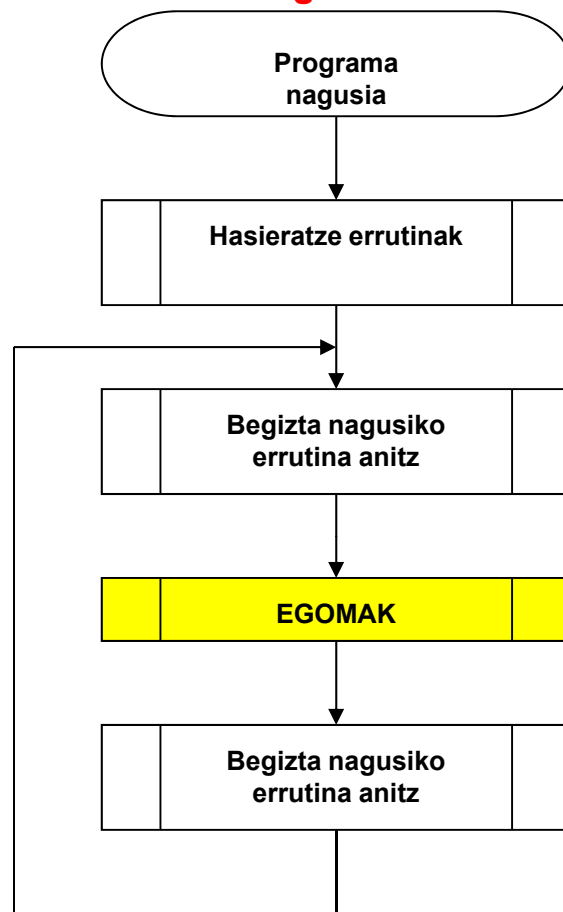 Programa
nagusia
Hasieratze errutinak
Begizta nagusiko
errutina anitz
EGOMAK
Begizta nagusiko
errutina anitz